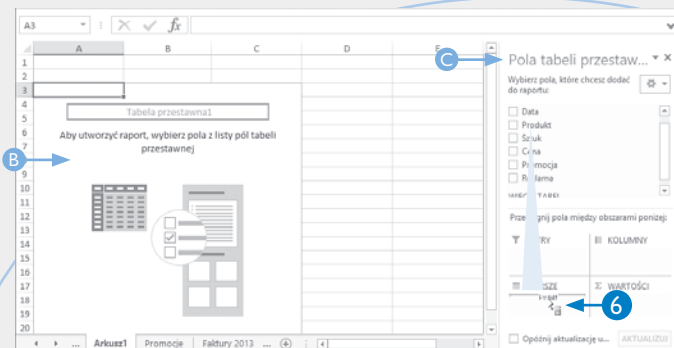 A3
fx
A B C D
1
2
3
4
5
6
7
8
9
10
11
12
13
14
15
16
17
18
19
20
Tabela przestawna1
Aby utworzyć raport, wybierz pola z listy pól tabeli
przestawnej
B
C
Pola tabeli przestaw...
Wybierz pola, które chcesz dodać
do raportu:
Data
Produkt
Sztuk
Cena
Promocja
Reklama
Przeciągnij pola między obszarami poniżej:
KOLUMNY
Σ WARTOŚCI
6
... Arkusz1 Promocje Faktury 2013 ...
Opóźnij aktualizację u... AKTUALIZUJ